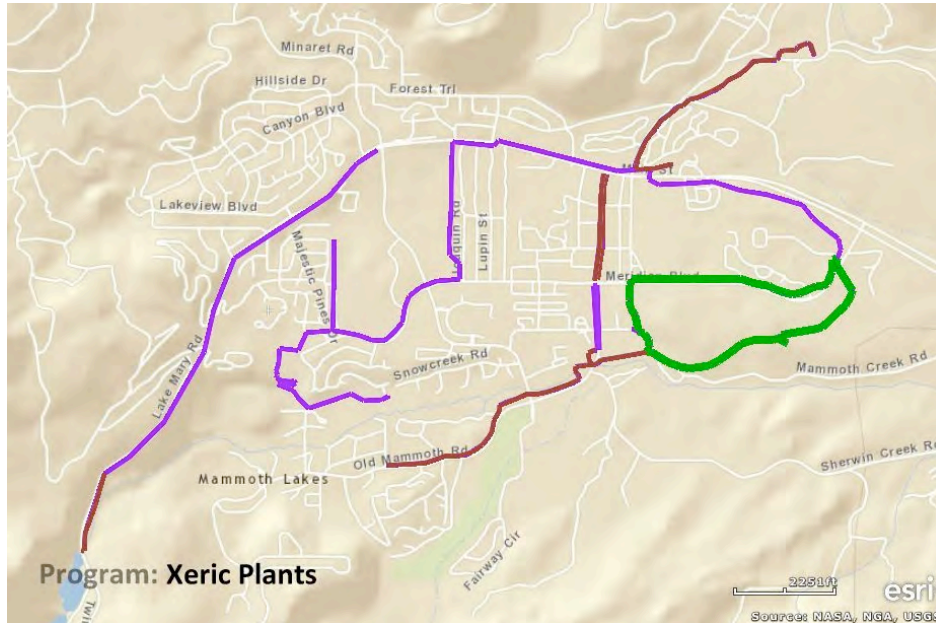 Minaret Rd
Hillside Dr
Forest Trl
Canyon Blvd
Lakeview Blvd
Majestic Pines Dr
Lupin St
St
Meridian Blvd
Lake Mary Rd
Snowcreek Rd
Mammoth Creek Rd
Old Mammoth Rd
Mammoth Lakes
Sherwin Creek Rd
Fairway Cir
Program: Xeric Plants
Twin
2251ft
esri
Source: NASA, NGA, USGS